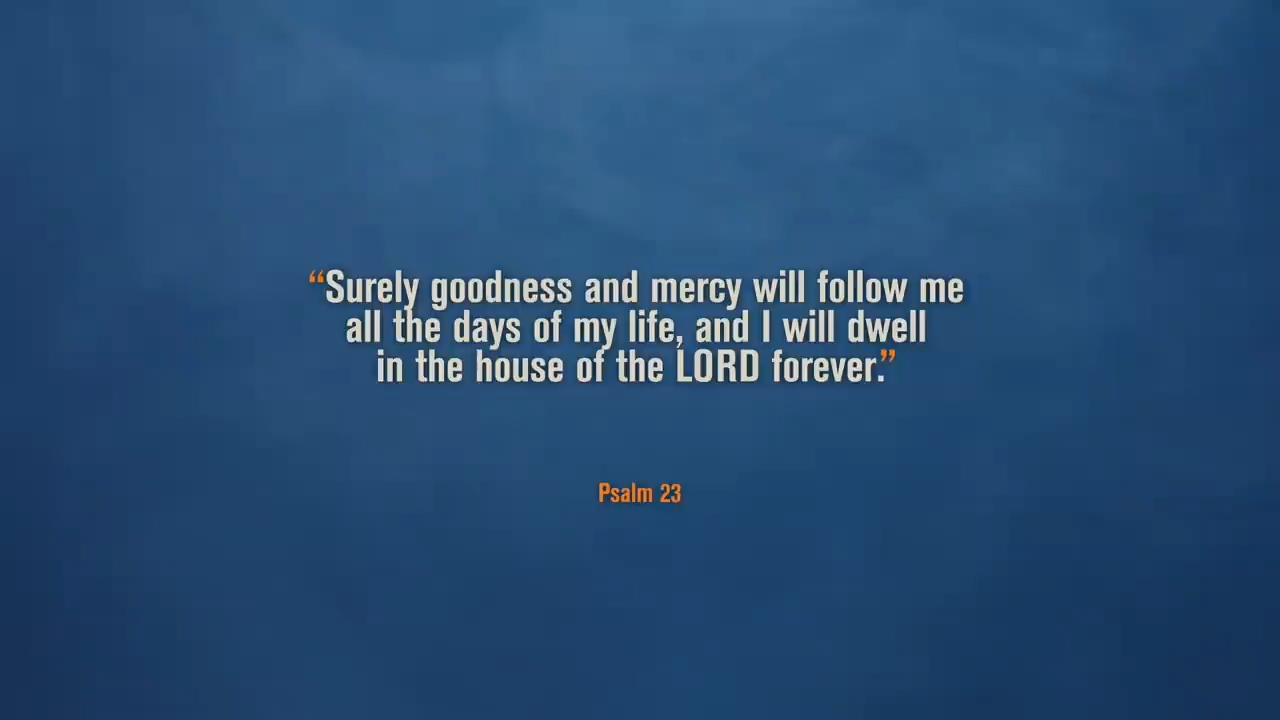 “Surely goodness and mercy will follow me
all the days of my life, and I will dwell
in the house of the LORD forever.”
Psalm 23